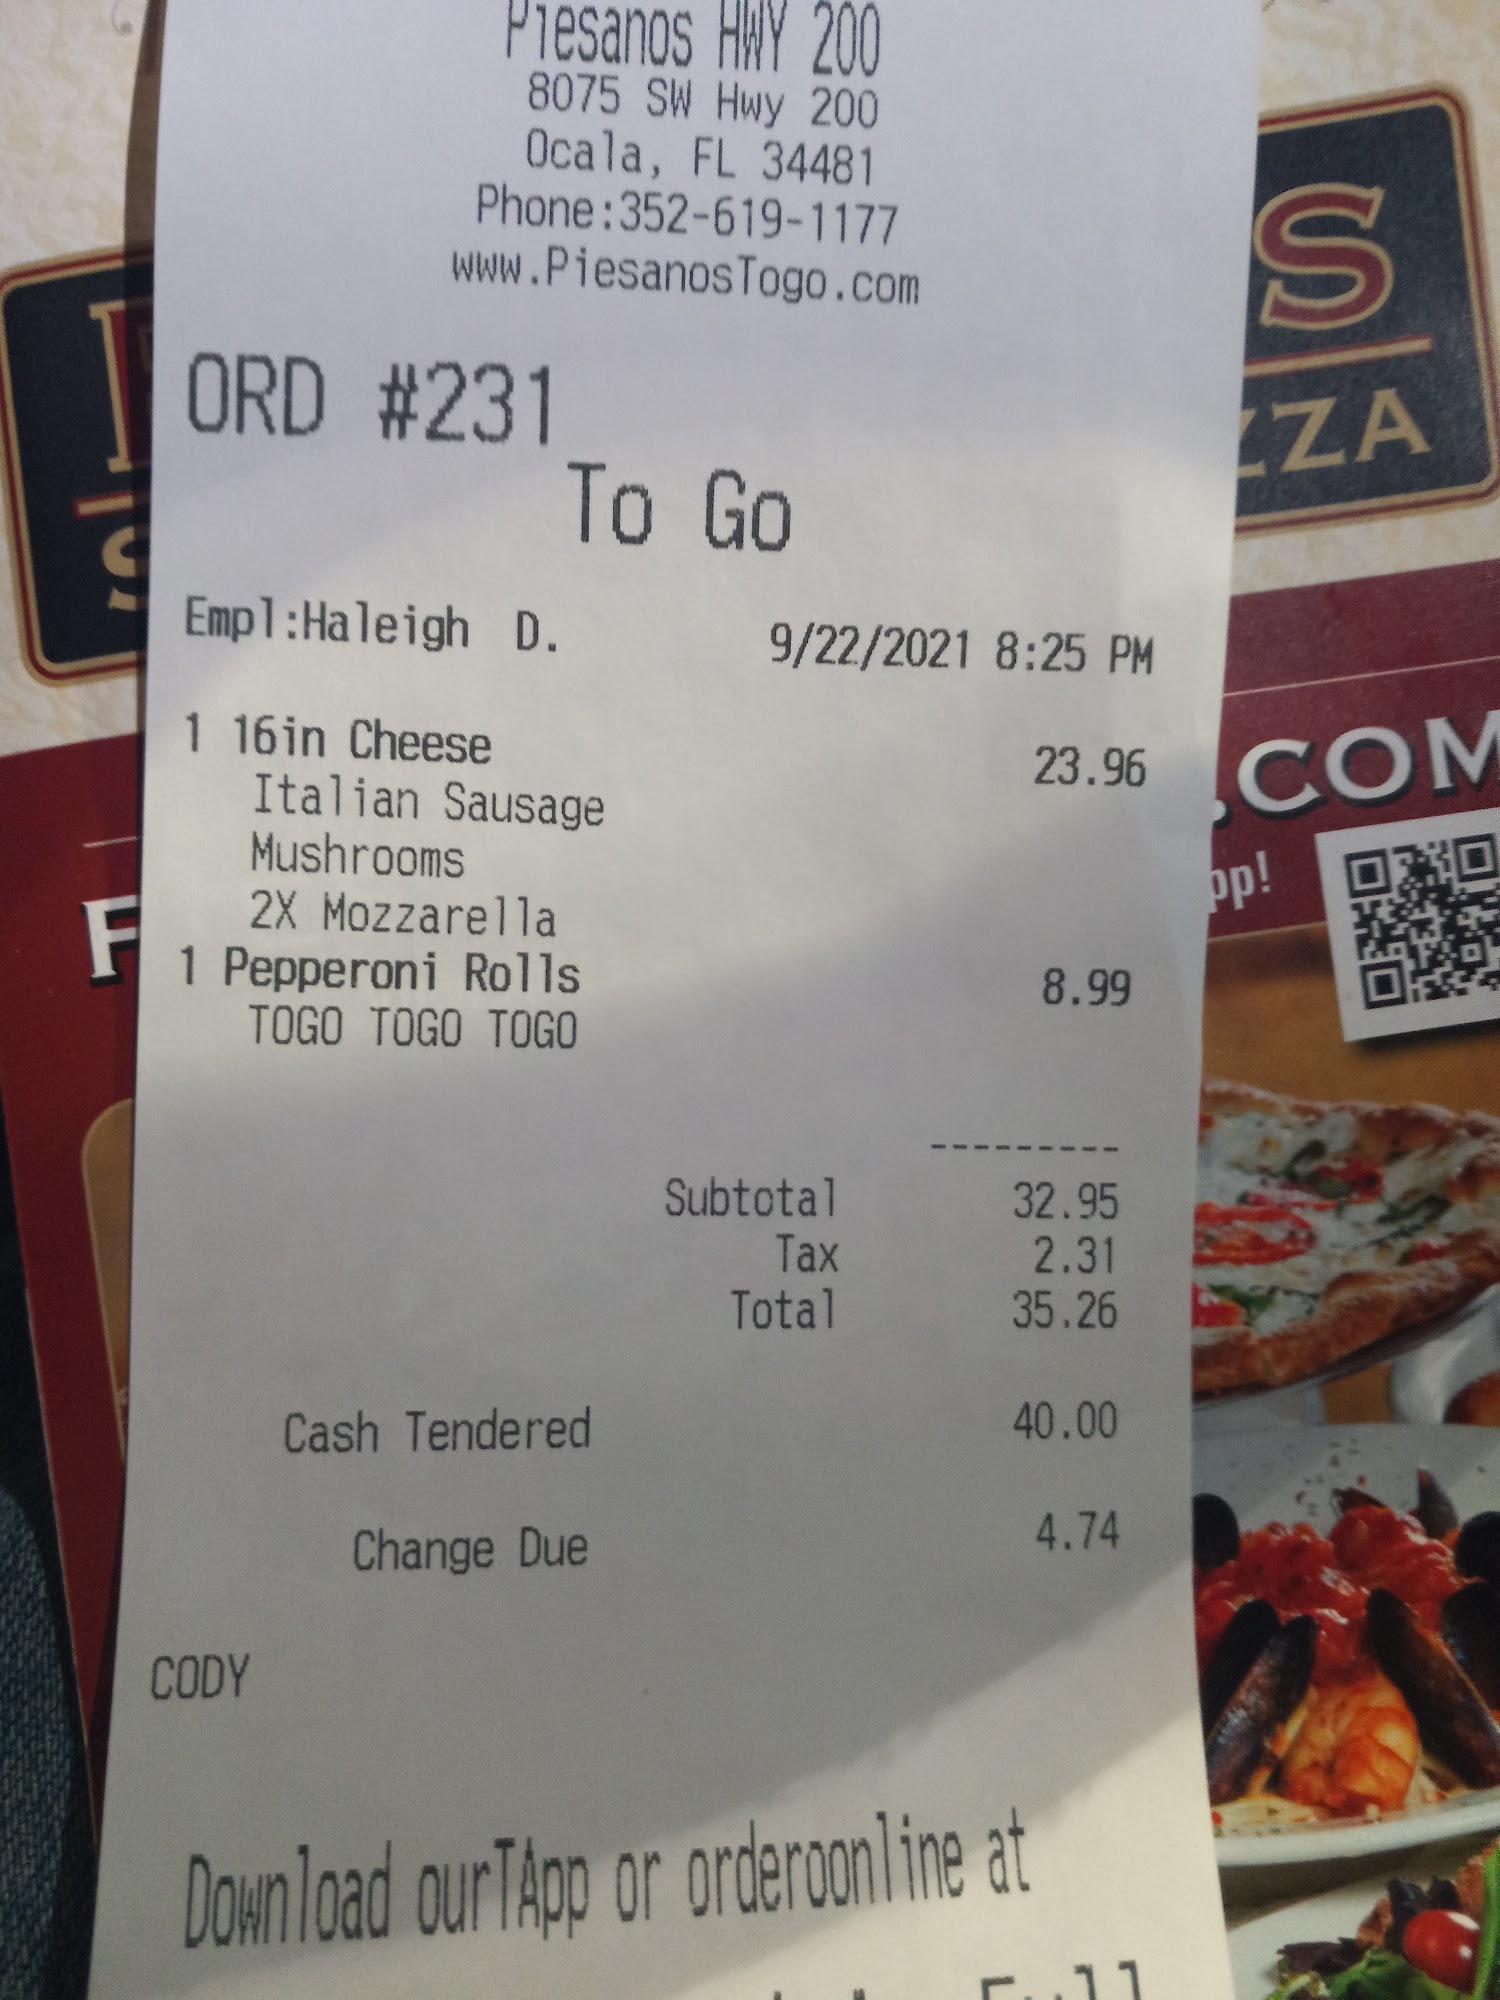 Piesanos HWY 200
8075 SW Hwy 200
Ocala, FL 34481
Phone:352-619-1177
www.PiesanosTogo.com
ORD #231
To Go
Empl:Haleigh D. 9/22/2021 8:25 PM
1 16in Cheese 23.96
Italian Sausage
Mushrooms
2X Mozzarella
1 Pepperoni Rolls 8.99
TOGO TOGO TOGO
---------
Subtotal 32.95
Tax 2.31
Total 35.26
Cash Tendered 40.00
Change Due 4.74
CODY
Download ourTApp or orderoonline at
Full
S
ZZA
.COM
pp!
S
F